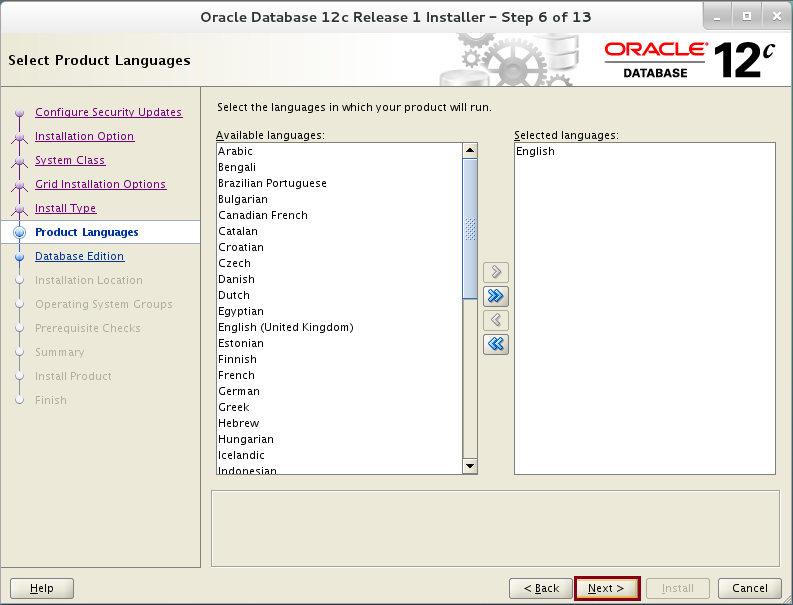 Oracle Database 12c Release 1 Installer – Step 6 of 13
Select Product Languages
ORACLE®
DATABASE
12c
Configure Security Updates
Installation Option
System Class
Grid Installation Options
Install Type
Product Languages
Database Edition
Installation Location
Operating System Groups
Prerequisite Checks
Summary
Install Product
Finish
Select the languages in which your product will run.
Available languages:
Arabic
Bengali
Brazilian Portuguese
Bulgarian
Canadian French
Catalan
Croatian
Czech
Danish
Dutch
Egyptian
English (United Kingdom)
Estonian
Finnish
French
German
Greek
Hebrew
Hungarian
Icelandic
Indonesian
Selected languages:
English
Help
< Back
Next >
Install
Cancel